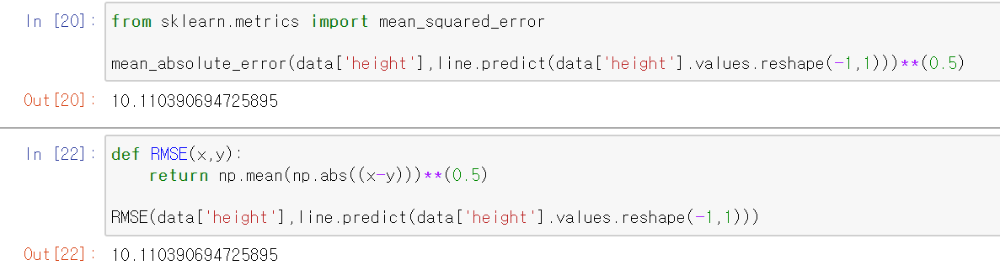 In [20]: from sklearn.metrics import mean_squared_error
mean_absolute_error(data['height'],line.predict(data['height'].values.reshape(-1,1)))**(0.5)
Out[20]: 10.110390694725895
In [22]: def RMSE(x,y):
    return np.mean(np.abs((x-y)))**(0.5)
RMSE(data['height'],line.predict(data['height'].values.reshape(-1,1)))
Out[22]: 10.110390694725895